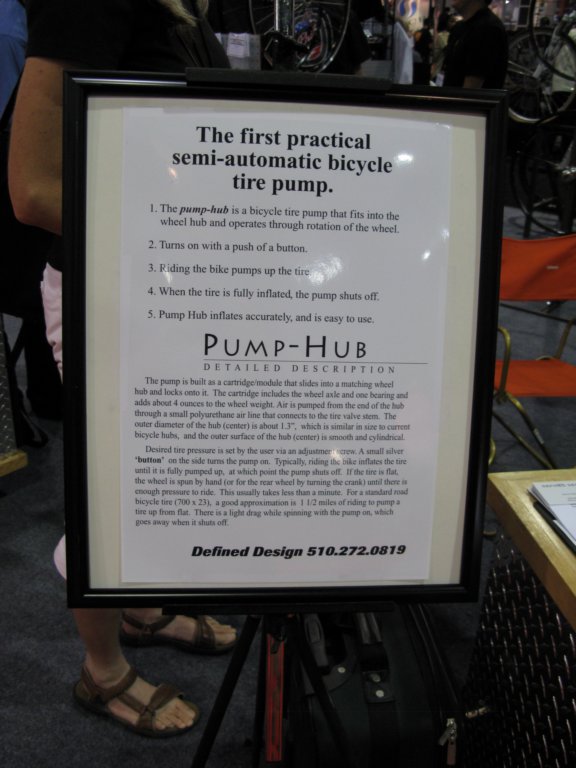 The first practical
semi-automatic bicycle
tire pump.
1. The pump-hub is a bicycle tire pump that fits into the
wheel hub and operates through rotation of the wheel.
2. Turns on with a push of a button.
3. Riding the bike pumps up the tire.
4. When the tire is fully inflated, the pump shuts off.
5. Pump Hub inflates accurately, and is easy to use.
PUMP-HUB
DETAILED DESCRIPTION
The pump is built as a cartridge/module that slides into a matching wheel
hub and locks onto it. The cartridge includes the wheel axle and one bearing and
adds about 4 ounces to the wheel weight. Air is pumped from the end of the hub
through a small polyurethane air line that connects to the tire valve stem. The
outer diameter of the hub (center) is about 1.3", which is similar in size to current
bicycle hubs, and the outer surface of the hub (center) is smooth and cylindrical.
Desired tire pressure is set by the user via an adjustment screw. A small silver
"button" on the side turns the pump on. Typically, riding the bike inflates the tire
until it is fully pumped up, at which point the pump shuts off. If the tire is flat,
the wheel is spun by hand (or for the rear wheel by turning the crank) until there is
enough pressure to ride. This usually takes less than a minute. For a standard road
bicycle tire (700 x 23), a good approximation is 1 1/2 miles of riding to pump a
tire up from flat. There is a light drag while spinning with the pump on, which
goes away when it shuts off.
Defined Design 510.272.0819